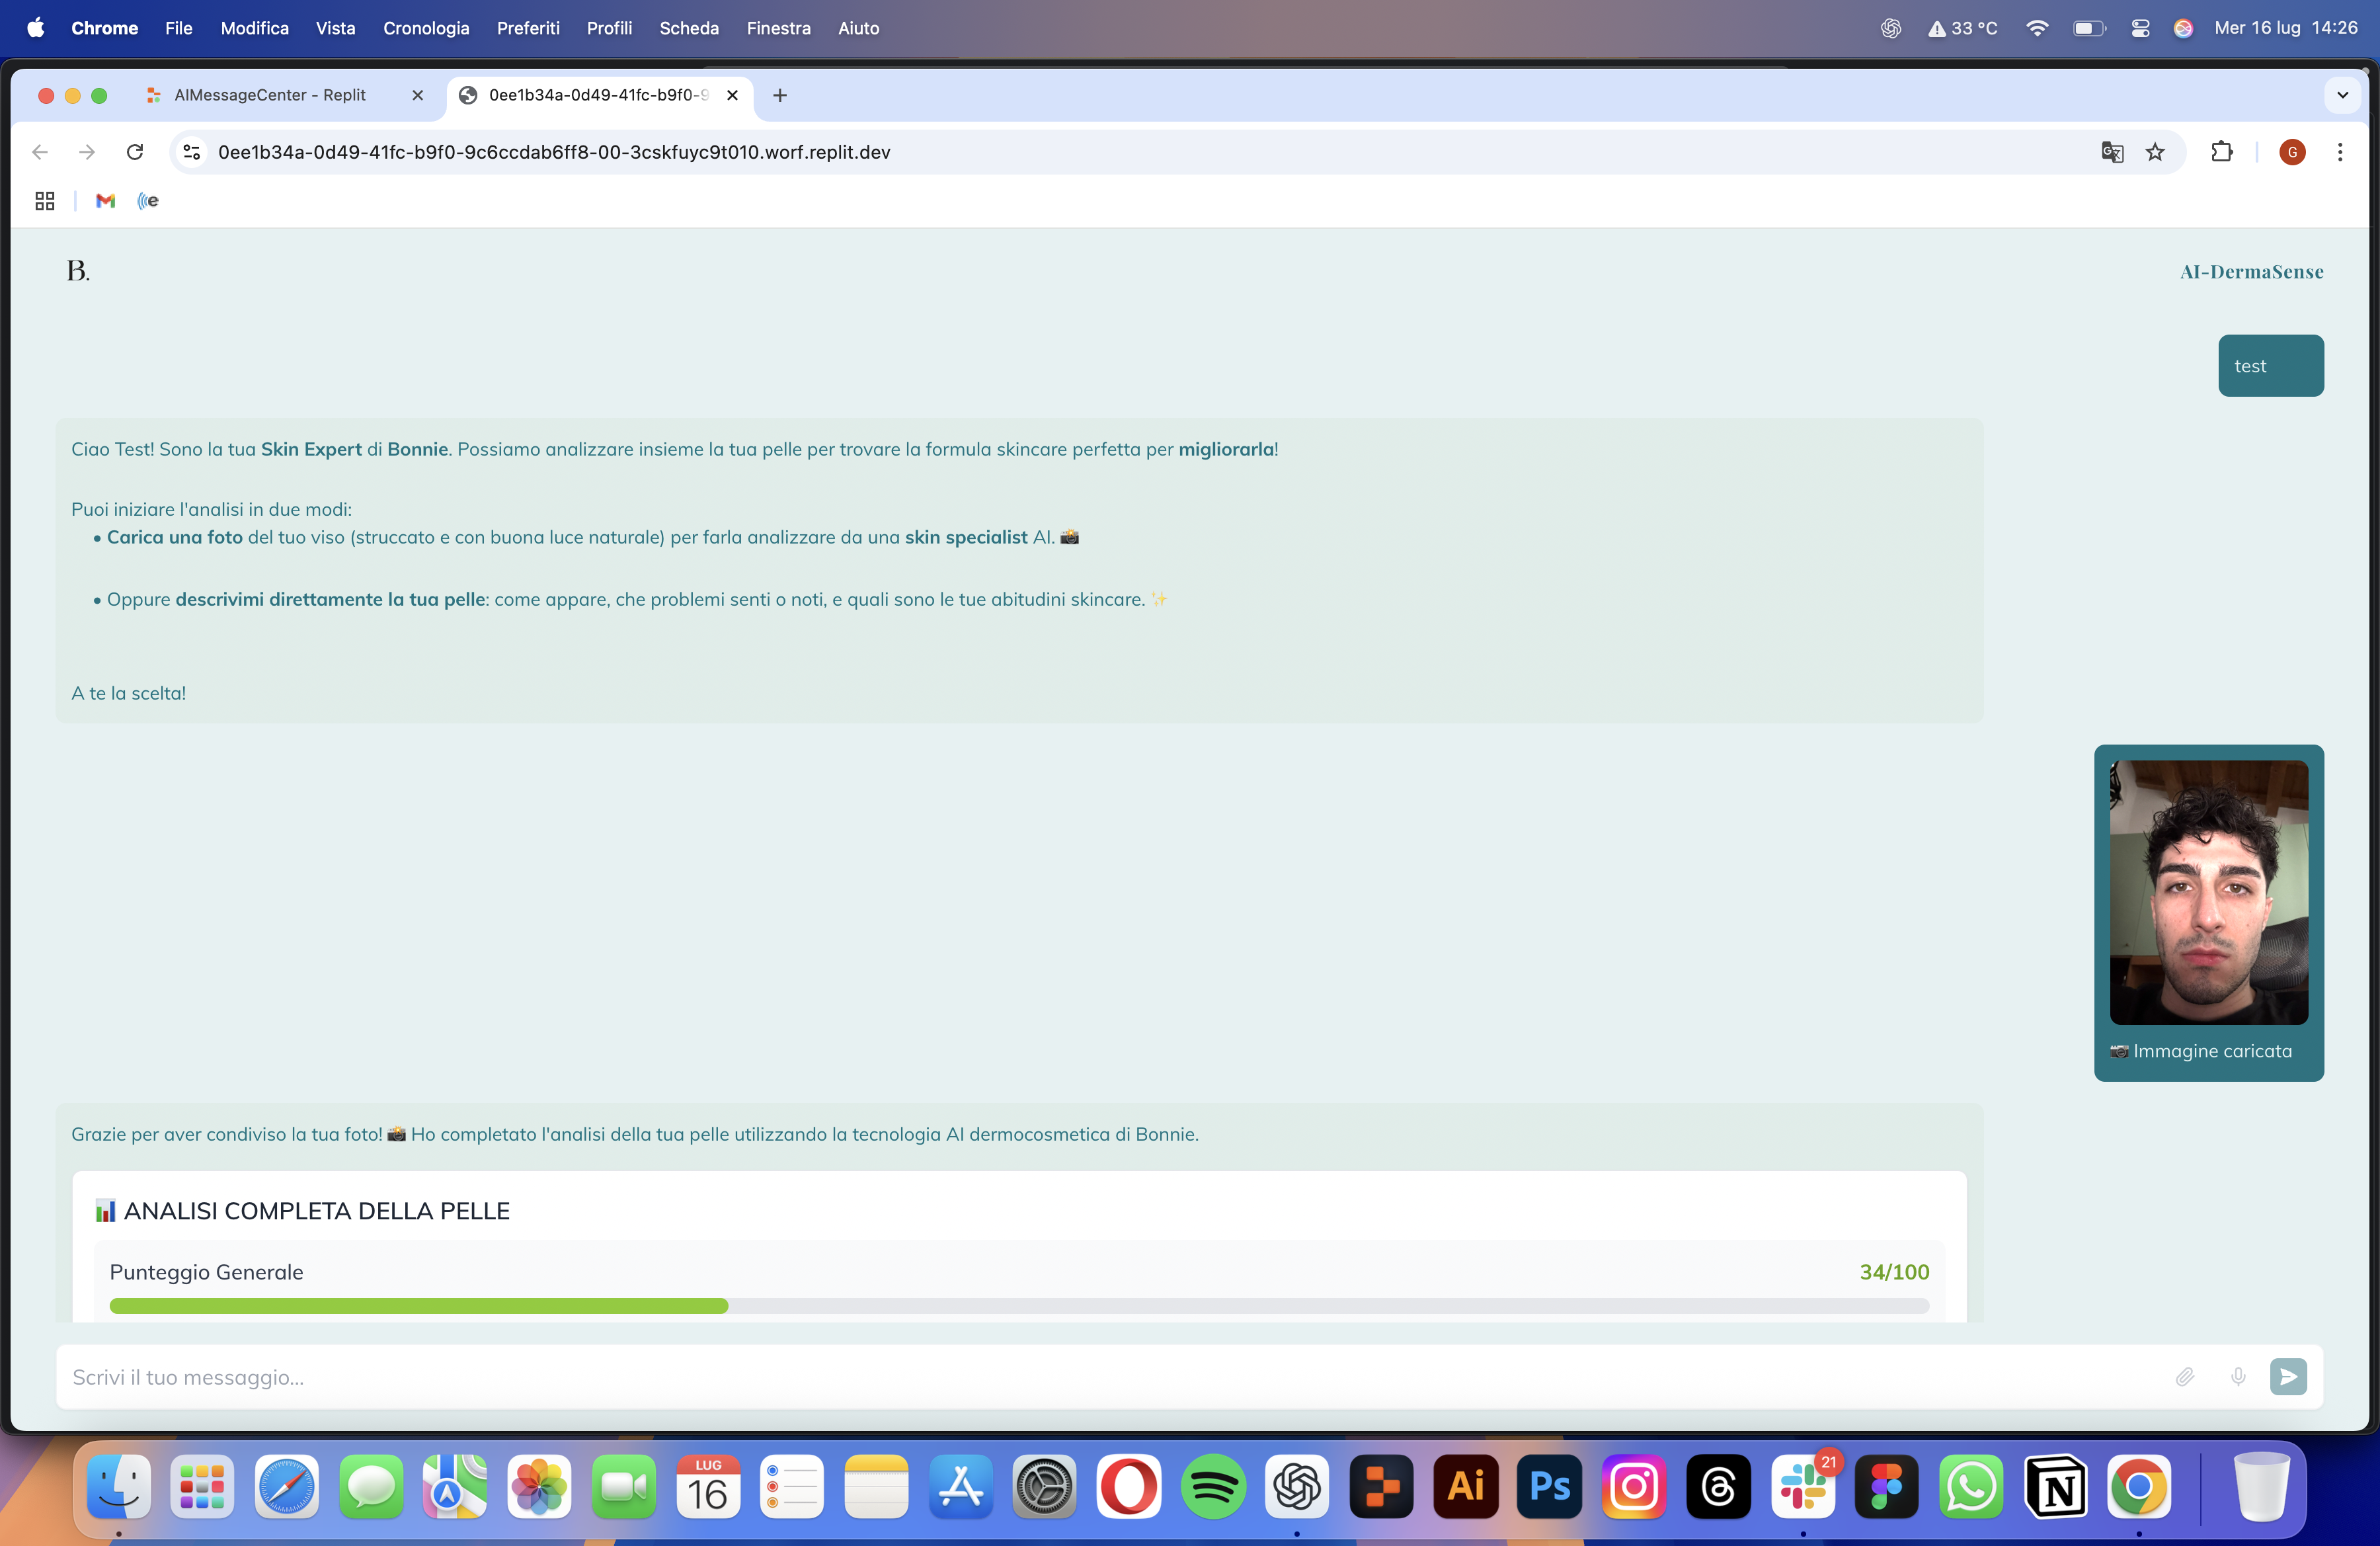 Chrome File Modifica Vista Cronologia Preferiti Profili Scheda Finestra Aiuto 33 °C Mer 16 lug 14:26
AIMessageCenter - Replit 0ee1b34a-0d49-41fc-b9f0-9
0ee1b34a-0d49-41fc-b9f0-9c6ccdab6ff8-00-3cskfuyc9t010.worf.replit.dev G
B. AI-DermaSense
test
Ciao Test! Sono la tua Skin Expert di Bonnie. Possiamo analizzare insieme la tua pelle per trovare la formula skincare perfetta per migliorarla!
Puoi iniziare l'analisi in due modi:
• Carica una foto del tuo viso (struccato e con buona luce naturale) per farla analizzare da una skin specialist AI. 📸
• Oppure descrivimi direttamente la tua pelle: come appare, che problemi senti o noti, e quali sono le tue abitudini skincare. ✨
A te la scelta!
📷 Immagine caricata
Grazie per aver condiviso la tua foto! 📸 Ho completato l'analisi della tua pelle utilizzando la tecnologia AI dermocosmetica di Bonnie.
📊 ANALISI COMPLETA DELLA PELLE
Punteggio Generale 34/100
Scrivi il tuo messaggio...
LUG
16
Ai
Ps
21